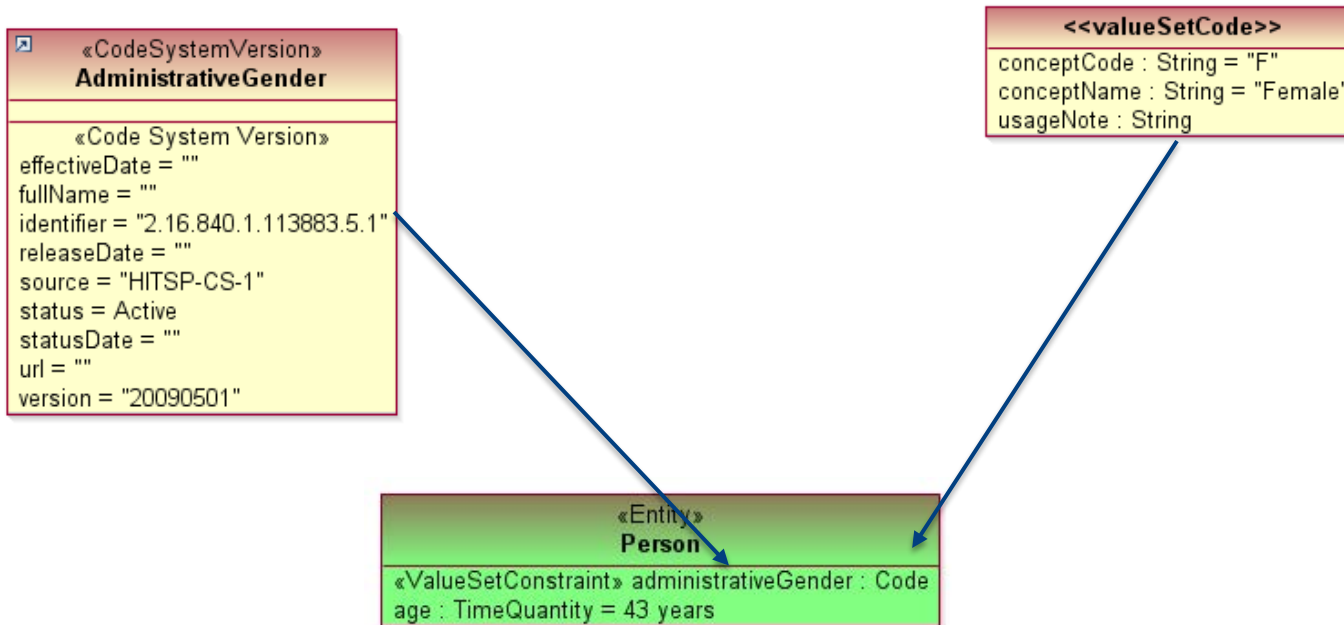 «CodeSystemVersion»
AdministrativeGender
«Code System Version»
effectiveDate = ""
fullName = ""
identifier = "2.16.840.1.113883.5.1"
releaseDate = ""
source = "HITSP-CS-1"
status = Active
statusDate = ""
url = ""
version = "20090501"
<<valueSetCode>>
conceptCode : String = "F"
conceptName : String = "Female"
usageNote : String
«Entity»
Person
«ValueSetConstraint» administrativeGender : Code
age : TimeQuantity = 43 years